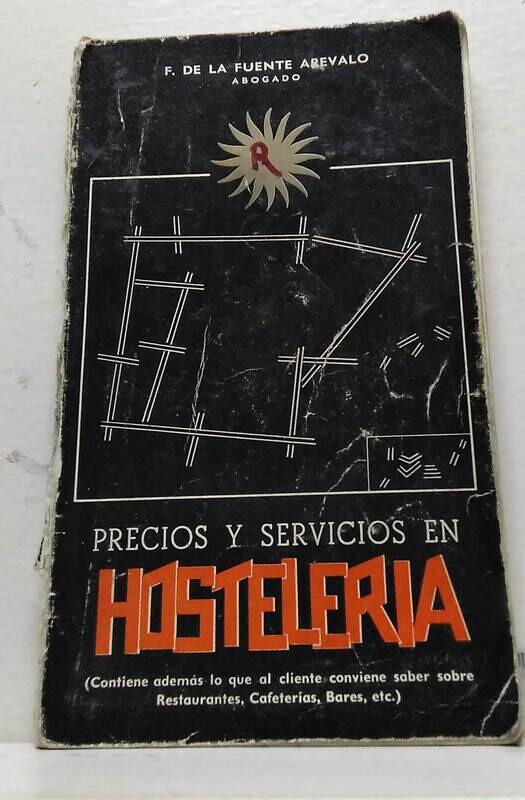 F. DE LA FUENTE AREVALO
ABOGADO
R
PRECIOS Y SERVICIOS EN
HOSTELERIA
(Contiene además lo que al cliente conviene saber sobre
Restaurantes, Cafeterías, Bares, etc.)